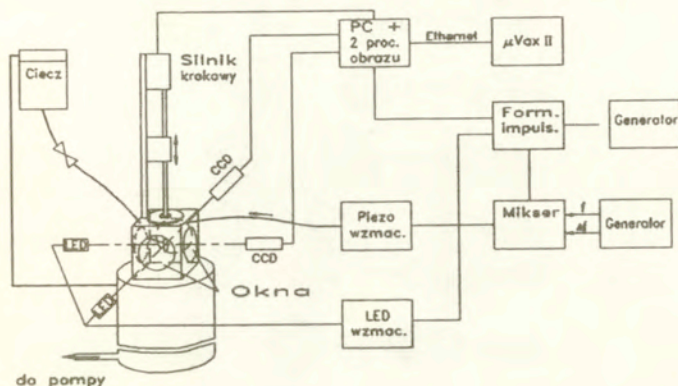 Ciecz
Silnik
krokowy
PC +
2 proc.
obrazu
Ethernet
μVax II
Form.
impuls.
Generator
CCD
Piezo
wzmac.
Mikser
f
Δf
Generator
LED
CCD
LED
Okna
LED
wzmac.
do pompy